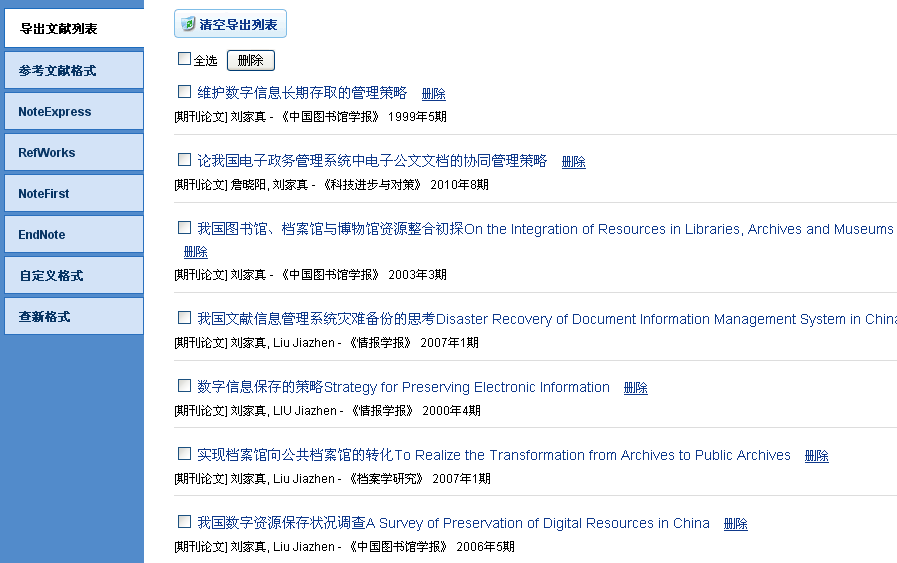 导出文献列表
参考文献格式
NoteExpress
RefWorks
NoteFirst
EndNote
自定义格式
查新格式
清空导出列表
全选 删除
维护数字信息长期存取的管理策略 删除
[期刊论文] 刘家真 - 《中国图书馆学报》 1999年5期
论我国电子政务管理系统中电子公文文档的协同管理策略 删除
[期刊论文] 詹晓阳, 刘家真 - 《科技进步与对策》 2010年8期
我国图书馆、档案馆与博物馆资源整合初探On the Integration of Resources in Libraries, Archives and Museums
删除
[期刊论文] 刘家真 - 《中国图书馆学报》 2003年3期
我国文献信息管理系统灾难备份的思考Disaster Recovery of Document Information Management System in China
[期刊论文] 刘家真, Liu Jiazhen - 《情报学报》 2007年1期
数字信息保存的策略Strategy for Preserving Electronic Information 删除
[期刊论文] 刘家真, LIU Jiazhen - 《情报学报》 2000年4期
实现档案馆向公共档案馆的转化To Realize the Transformation from Archives to Public Archives 删除
[期刊论文] 刘家真, Liu Jiazhen - 《档案学研究》 2007年1期
我国数字资源保存状况调查A Survey of Preservation of Digital Resources in China 删除
[期刊论文] 刘家真, Liu Jiazhen - 《中国图书馆学报》 2006年5期